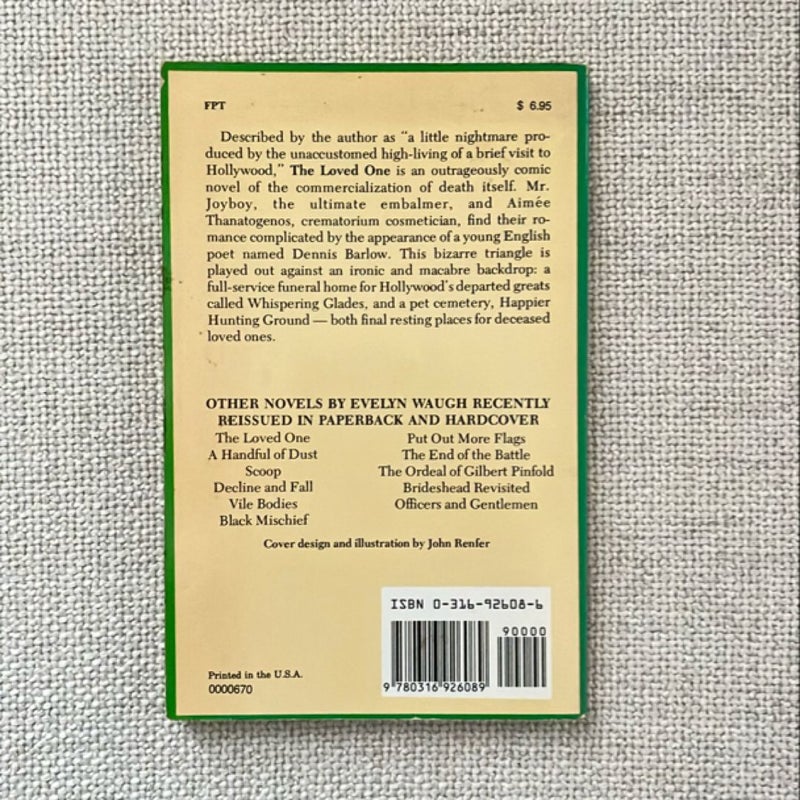 FPT $ 6.95
Described by the author as "a little nightmare pro-
duced by the unaccustomed high-living of a brief visit to
Hollywood," The Loved One is an outrageously comic
novel of the commercialization of death itself. Mr.
Joyboy, the ultimate embalmer, and Aimée
Thanatogenos, crematorium cosmetician, find their ro-
mance complicated by the appearance of a young English
poet named Dennis Barlow. This bizarre triangle is
played out against an ironic and macabre backdrop: a
full-service funeral home for Hollywood's departed greats
called Whispering Glades, and a pet cemetery, Happier
Hunting Ground — both final resting places for deceased
loved ones.
OTHER NOVELS BY EVELYN WAUGH RECENTLY
REISSUED IN PAPERBACK AND HARDCOVER
The Loved One
A Handful of Dust
Scoop
Decline and Fall
Vile Bodies
Black Mischief
Put Out More Flags
The End of the Battle
The Ordeal of Gilbert Pinfold
Brideshead Revisited
Officers and Gentlemen
Cover design and illustration by John Renfer
ISBN 0-316-92608-6
90000
9 780316 926089
Printed in the U.S.A.
0000670